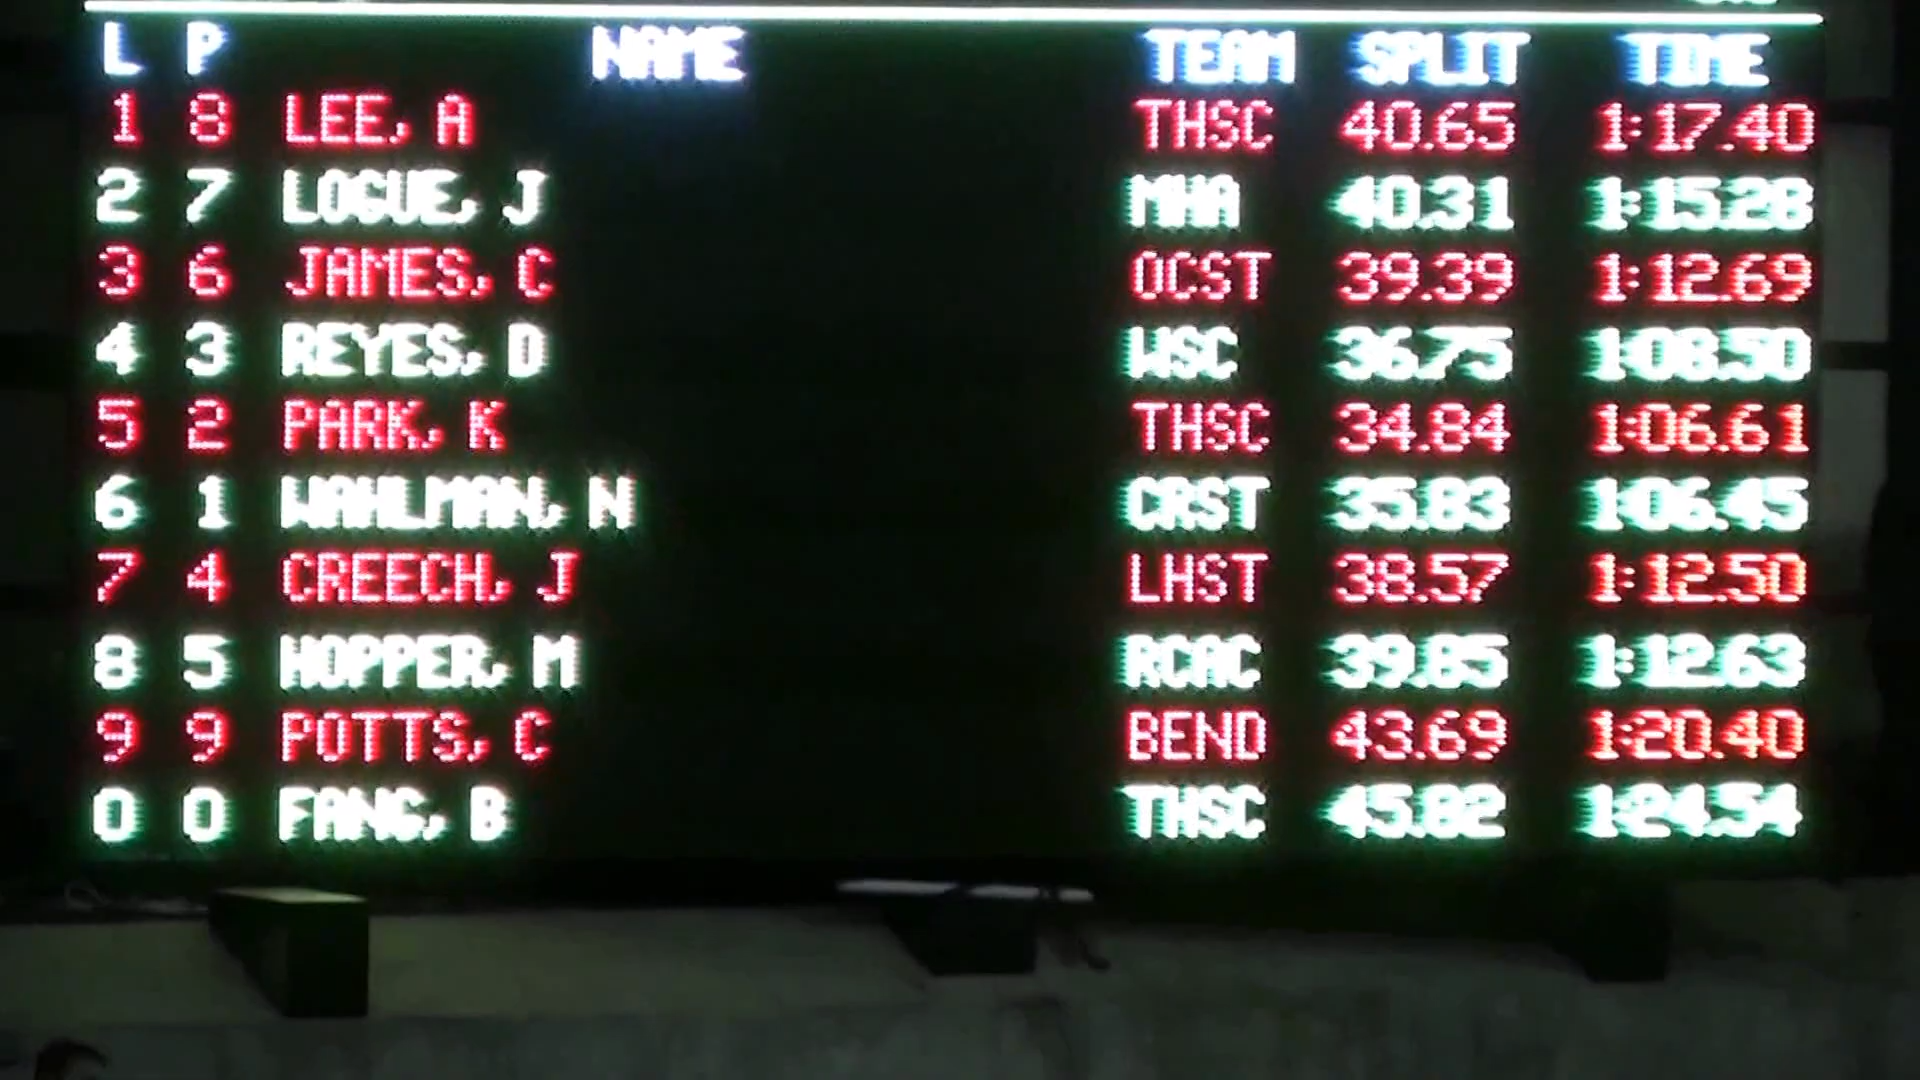 L P NAME TEAM SPLIT TIME
1 8 LEE, A THSC 40.65 1:17.40
2 7 LOGUE, J MHA 40.31 1:15.28
3 6 JAMES, C OCST 39.39 1:12.69
4 3 REYES, D WSC 36.75 1:08.50
5 2 PARK, K THSC 34.84 1:06.61
6 1 WAHLMAN, N CRST 35.83 1:06.45
7 4 CREECH, J LHST 38.57 1:12.50
8 5 HOPPER, M RCAC 39.85 1:12.63
9 9 POTTS, C BEND 43.69 1:20.40
0 0 FANG, B THSC 45.82 1:24.54